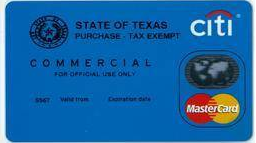 STATE OF TEXAS
PURCHASE - TAX EXEMPT
citi
COMMERCIAL
FOR OFFICIAL USE ONLY
5567 Valid from Expiration date
MasterCard